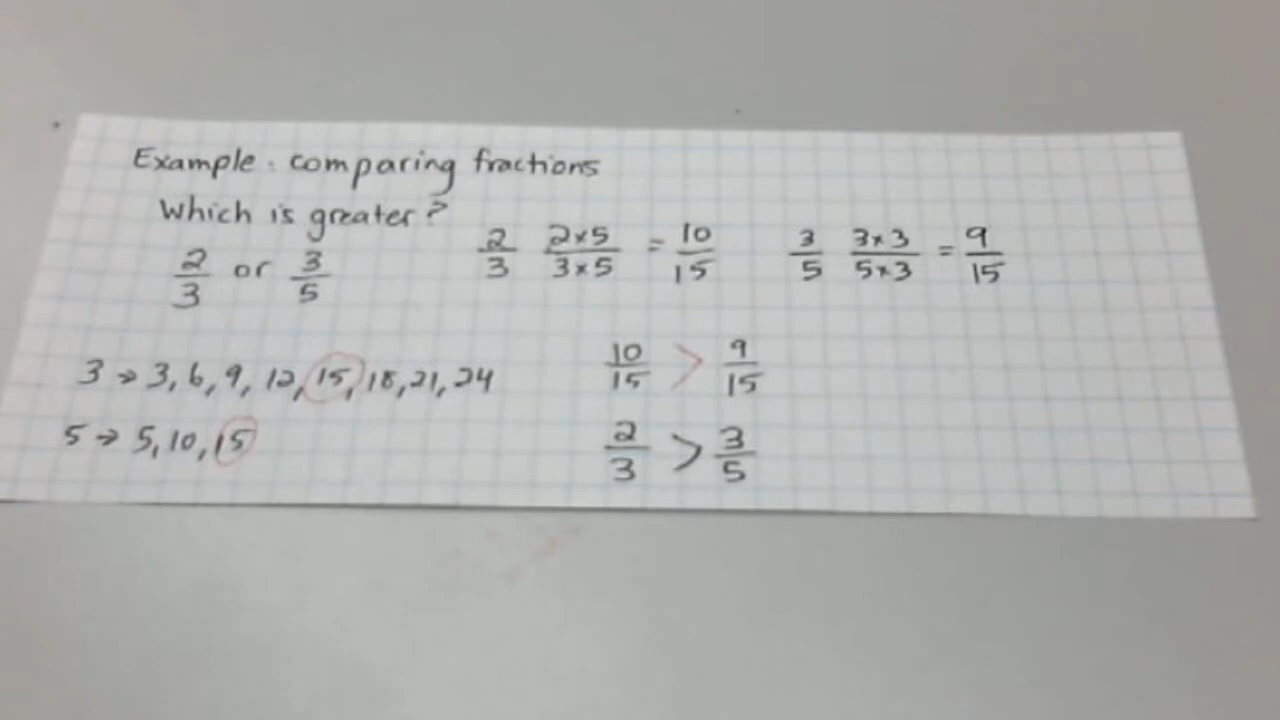 Example: comparing fractions
Which is greater?
2/3 or 3/5
2/3 2×5/3×5 = 10/15
3/5 3×3/5×3 = 9/15
3 → 3, 6, 9, 12, 15, 18, 21, 24
5 → 5, 10, 15
10/15 > 9/15
2/3 > 3/5